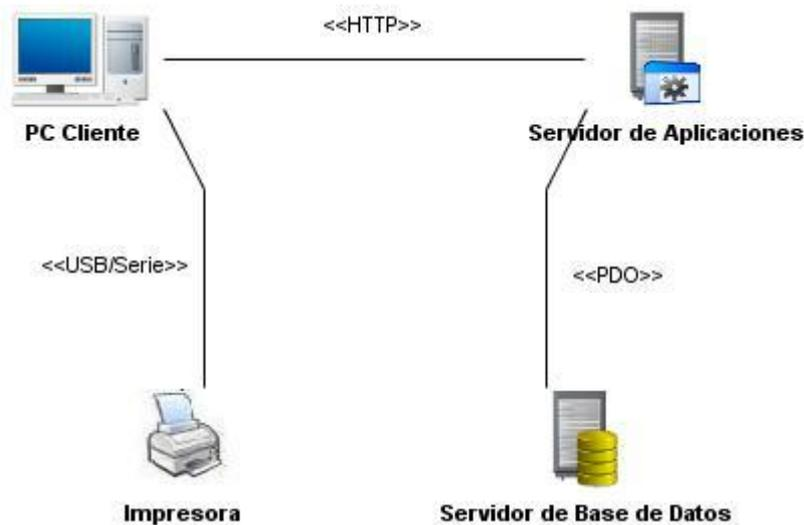 <<HTTP>>
PC Cliente
Servidor de Aplicaciones
<<USB/Serie>>
<<PDO>>
Impresora
Servidor de Base de Datos